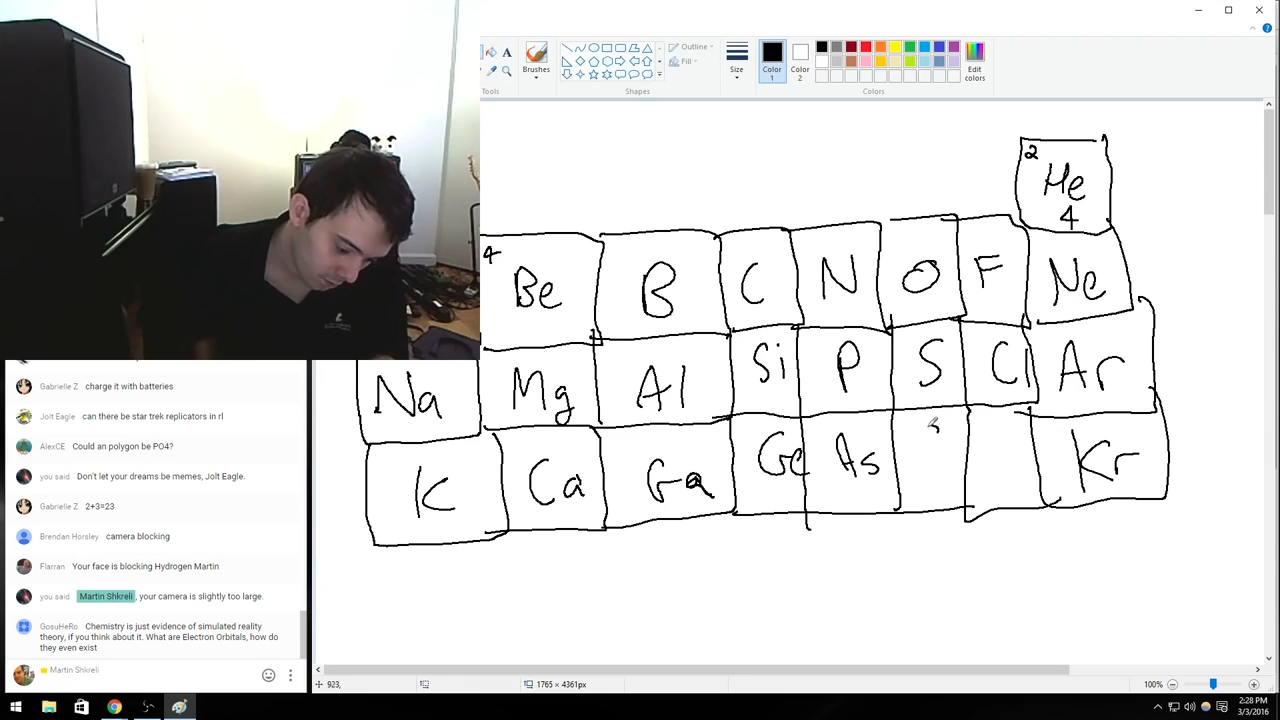 Outline
Fill
Brushes
Size
Color
1
Color
2
Edit
colors
Tools
Shapes
Colors
2
He
4
4
Be
B
C
N
O
F
Ne
Na
Mg
Al
Si
P
S
Cl
Ar
K
Ca
Ga
Ge
As
Kr
Gabrielle Z charge it with batteries
Jolt Eagle can there be star trek replicators in rl
AlexCE Could an polygon be PO4?
you said Don't let your dreams be memes, Jolt Eagle.
Gabrielle Z 2+3=23
Brendan Horsley camera blocking
Flarran Your face is blocking Hydrogen Martin
you said Martin Shkreli, your camera is slightly too large.
GosuHeRo Chemistry is just evidence of simulated reality
theory, if you think about it. What are Electron Orbitals, how do
they even exist
Martin Shkreli
923,
1765 × 4361px
100%
2:28 PM
3/3/2016